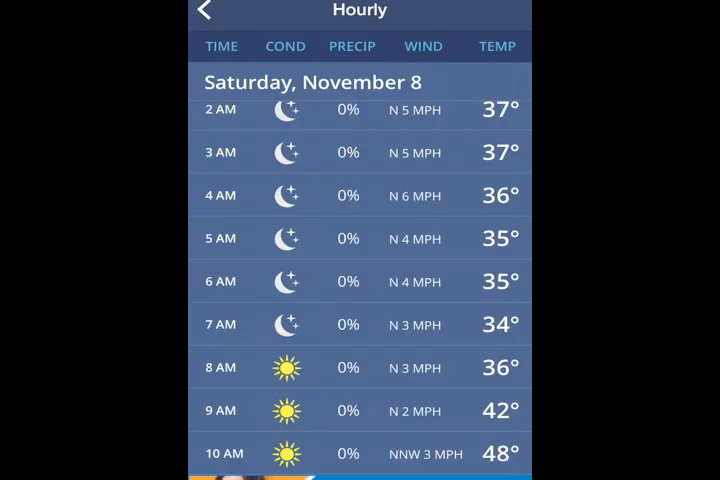 Hourly
TIME COND PRECIP WIND TEMP
Saturday, November 8
2 AM 0% N 5 MPH 37°
3 AM 0% N 5 MPH 37°
4 AM 0% N 6 MPH 36°
5 AM 0% N 4 MPH 35°
6 AM 0% N 4 MPH 35°
7 AM 0% N 3 MPH 34°
8 AM 0% N 3 MPH 36°
9 AM 0% N 2 MPH 42°
10 AM 0% NNW 3 MPH 48°